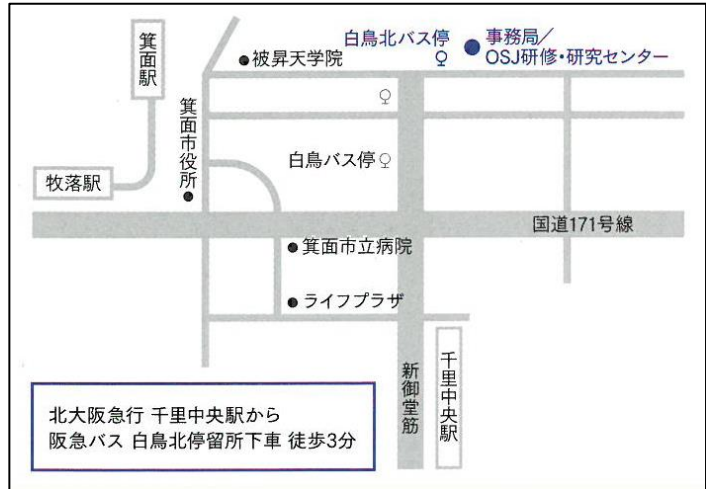 箕面駅
白鳥北バス停
事務局/
OSJ研修・研究センター
被昇天学院
箕面市役所
白鳥バス停
牧落駅
国道171号線
箕面市立病院
ライフプラザ
新御堂筋
千里中央駅
北大阪急行 千里中央駅から
阪急バス 白鳥北停留所下車 徒歩3分